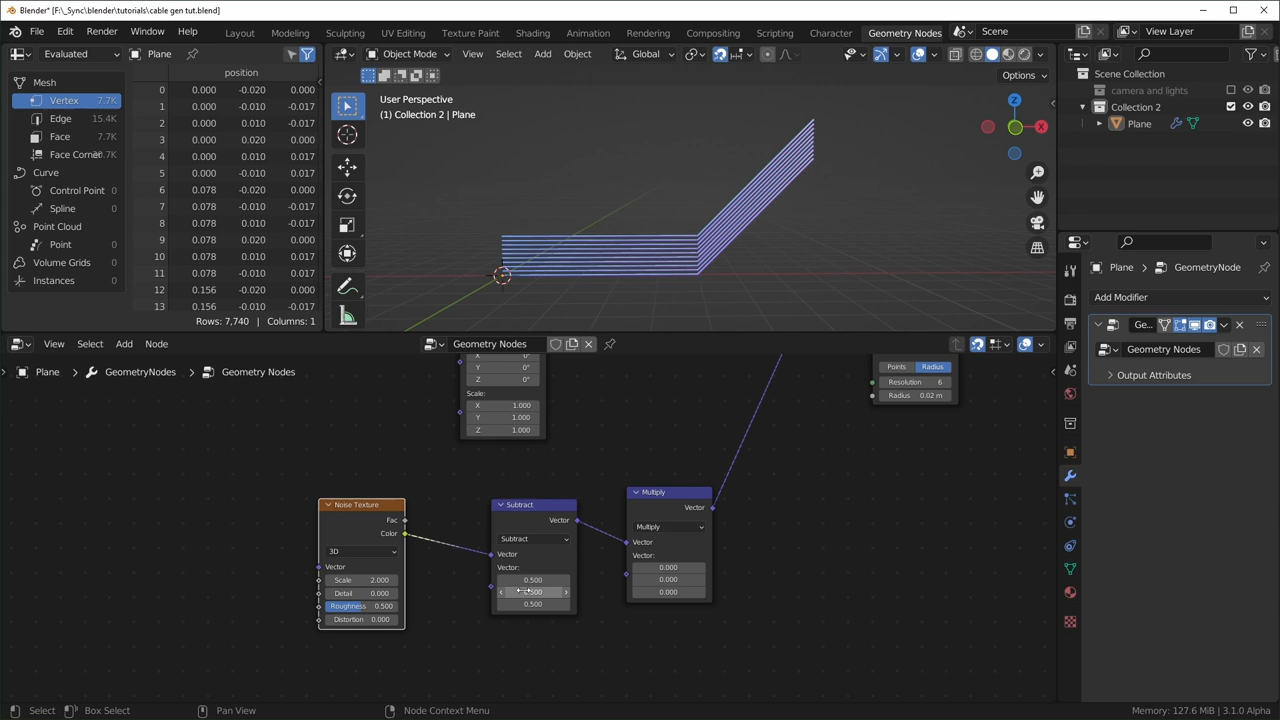 Blender* [F:\_Sync\blender\tutorials\cable gen tut.blend]
File Edit Render Window Help Layout Modeling Sculpting UV Editing Texture Paint Shading Animation Rendering Compositing Scripting Character Geometry Nodes Scene View Layer
Evaluated Plane Object Mode View Select Add Object Global
Options
position
Mesh
Vertex 7.7K
Edge 15.4K
Face 7.7K
Face Corner
Curve
Control Point 0
Spline 0
Point Cloud
Point 0
Volume Grids 0
Instances 0
0 0.000 -0.020 0.000
1 0.000 -0.010 -0.017
2 0.000 0.010 -0.017
3 0.000 0.020 0.000
4 0.000 0.010 0.017
5 0.000 -0.010 0.017
6 0.078 -0.020 0.000
7 0.078 -0.010 -0.017
8 0.078 0.010 -0.017
9 0.078 0.020 0.000
10 0.078 0.010 0.017
11 0.078 -0.010 0.017
12 0.156 -0.020 0.000
13 0.156 -0.010 -0.017
Rows: 7,740 | Columns: 1
User Perspective
(1) Collection 2 | Plane
Z
X
Scene Collection
camera and lights
Collection 2
Plane
Plane GeometryNode
Add Modifier
Ge...
Geometry Nodes
Output Attributes
View Select Add Node Geometry Nodes
Plane GeometryNodes Geometry Nodes
X 0°
Y 0°
Z 0°
Scale:
X 1.000
Y 1.000
Z 1.000
Points Radius
Resolution 6
Radius 0.02 m
Noise Texture
Fac
Color
3D
Vector
Scale 2.000
Detail 0.000
Roughness 0.500
Distortion 0.000
Subtract
Vector
Subtract
Vector
Vector:
0.500
0.500
0.500
Multiply
Vector
Multiply
Vector
Vector:
0.000
0.000
0.000
Select Box Select Pan View Node Context Menu Memory: 127.6 MiB | 3.1.0 Alpha